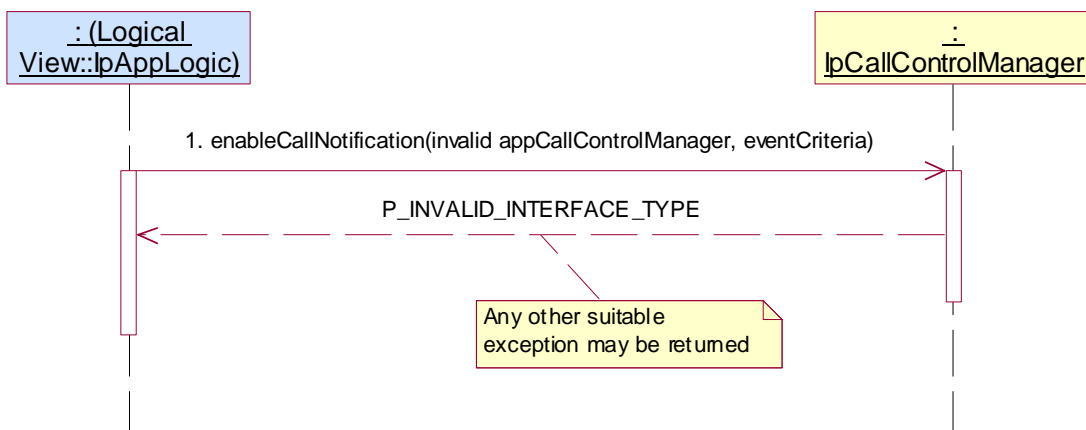 : (Logical
View::IpAppLogic)
:
IpCallControlManager
1. enableCallNotification(invalid appCallControlManager, eventCriteria)
P_INVALID_INTERFACE_TYPE
Any other suitable
exception may be returned